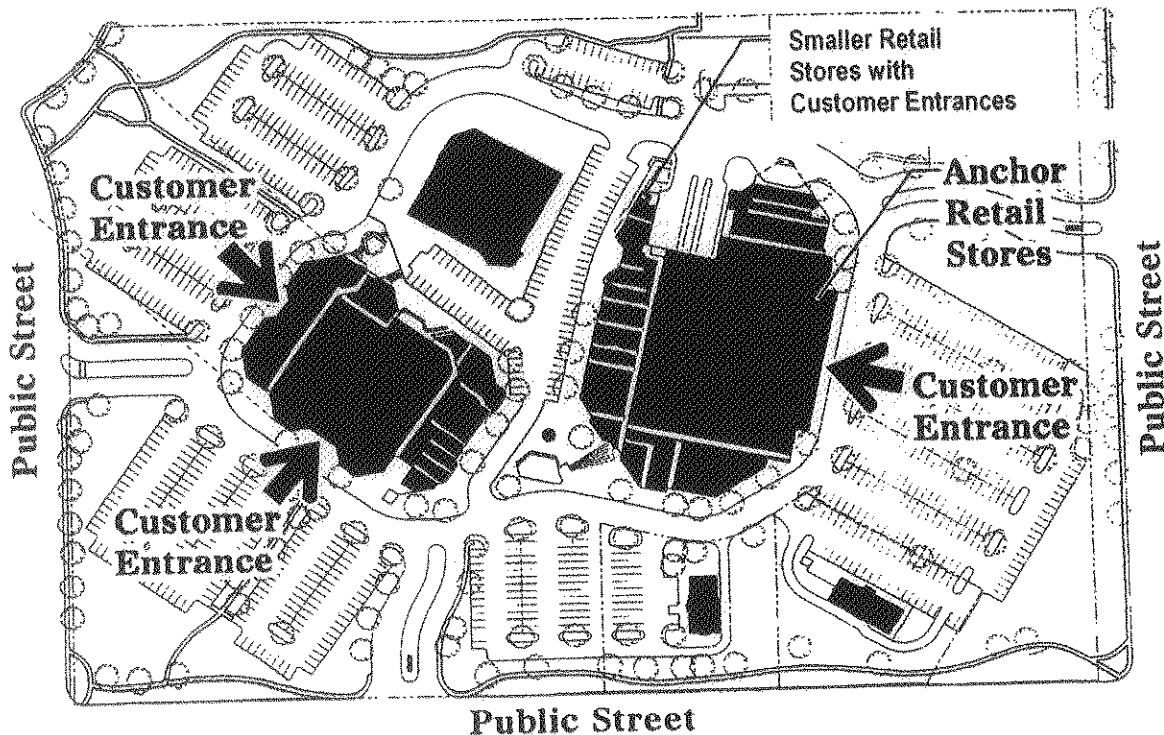 Smaller Retail
Stores with
Customer Entrances
Anchor
Retail
Stores
Customer
Entrance
Public Street
Public Street
Customer
Entrance
Customer
Entrance
Public Street